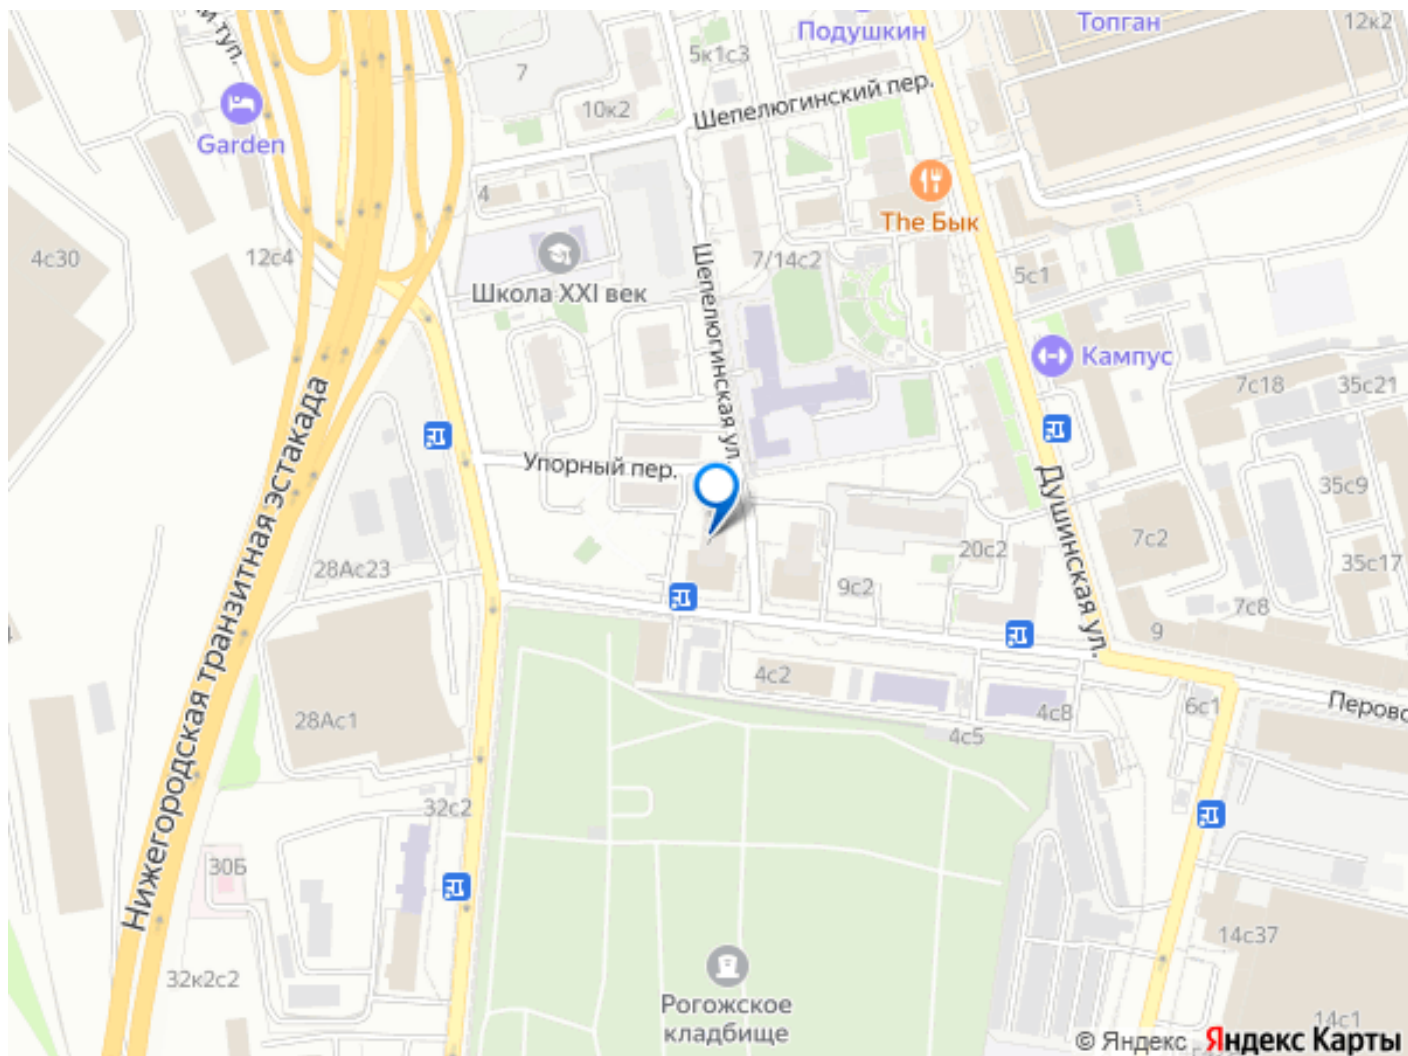 й туп.
Подушкин
Топган
12к2
5к1с3
7
10к2
Шепелюгинский пер.
Garden
4
The Бык
4с30
12с4
Школа XXI век
Шепелюгинская ул.
7/14с2
5с1
Кампус
7с18
35с21
Нижегородская транзитная эстакада
Упорный пер.
Душинская ул.
35с9
28Ас23
20с2
7с2
35с17
9с2
7с8
9
4с2
28Ас1
4с8
6с1
Перовс
4с5
32с2
30Б
14с37
32к2с2
Рогожское
кладбище
14с1
© Яндекс Яндекс Карты